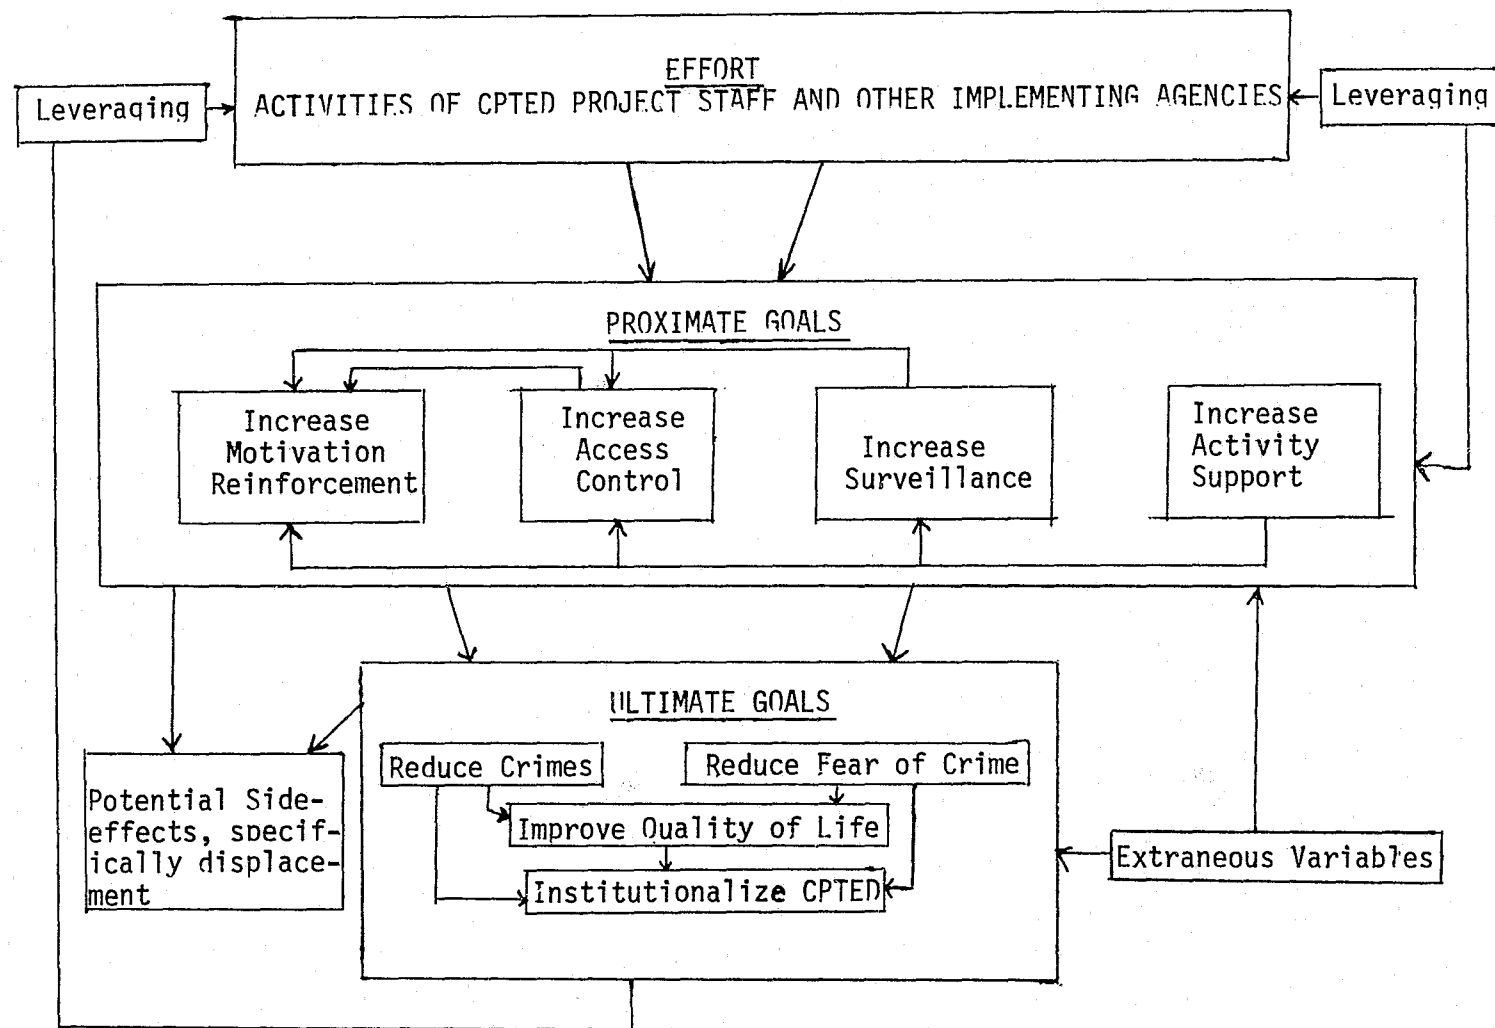 EFFORT
Leveraging
ACTIVITIES OF CPTED PROJECT STAFF AND OTHER IMPLEMENTING AGENCIES
Leveraging
PROXIMATE GOALS
Increase
Motivation
Reinforcement
Increase
Access
Control
Increase
Surveillance
Increase
Activity
Support
ULTIMATE GOALS
Reduce Crimes
Reduce Fear of Crime
Improve Quality of Life
Institutionalize CPTED
Potential Side-
effects, specif-
ically displace-
ment
Extraneous Variables